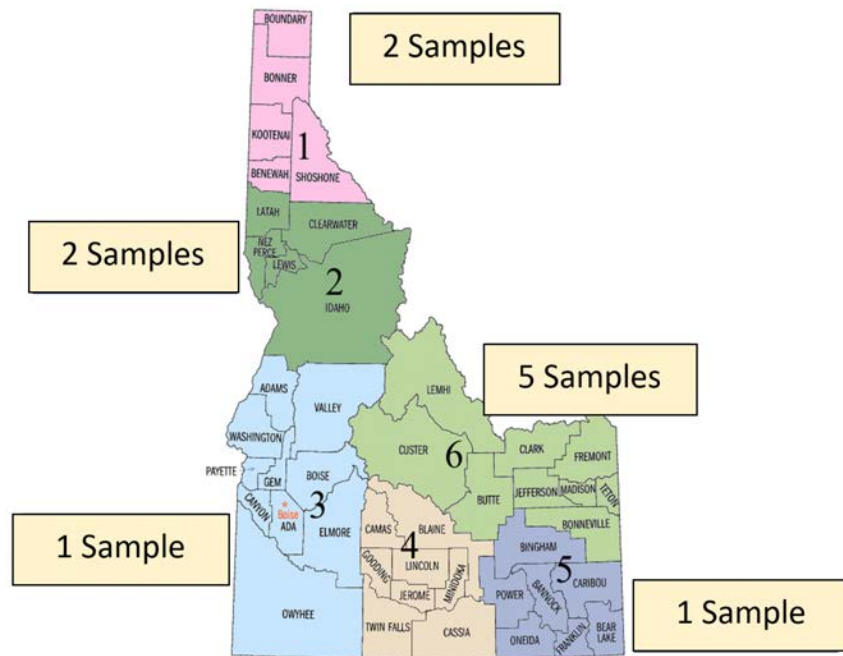 BOUNDARY
2 Samples
BONNER
KOOTENAI
1
BENEWAH
SHOSHONE
LATAH
CLEARWATER
2 Samples
NEZ
PERCE
LEWIS
2
IDAHO
5 Samples
ADAMS
LEMHI
VALLEY
WASHINGTON
CUSTER
CLARK
FREMONT
6
PAYETTE
BOISE
GEM
BUTTE
JEFFERSON
MADISON
TETON
CANYON
Boise
ADA
3
ELMORE
CAMAS
BLAINE
BONNEVILLE
1 Sample
4
BINGHAM
GOODING
LINCOLN
MINIDOKA
5
CARIBOU
JEROME
POWER
BANNOCK
1 Sample
OWYHEE
TWIN FALLS
CASSIA
ONEIDA
FRANKLIN
BEAR
LAKE